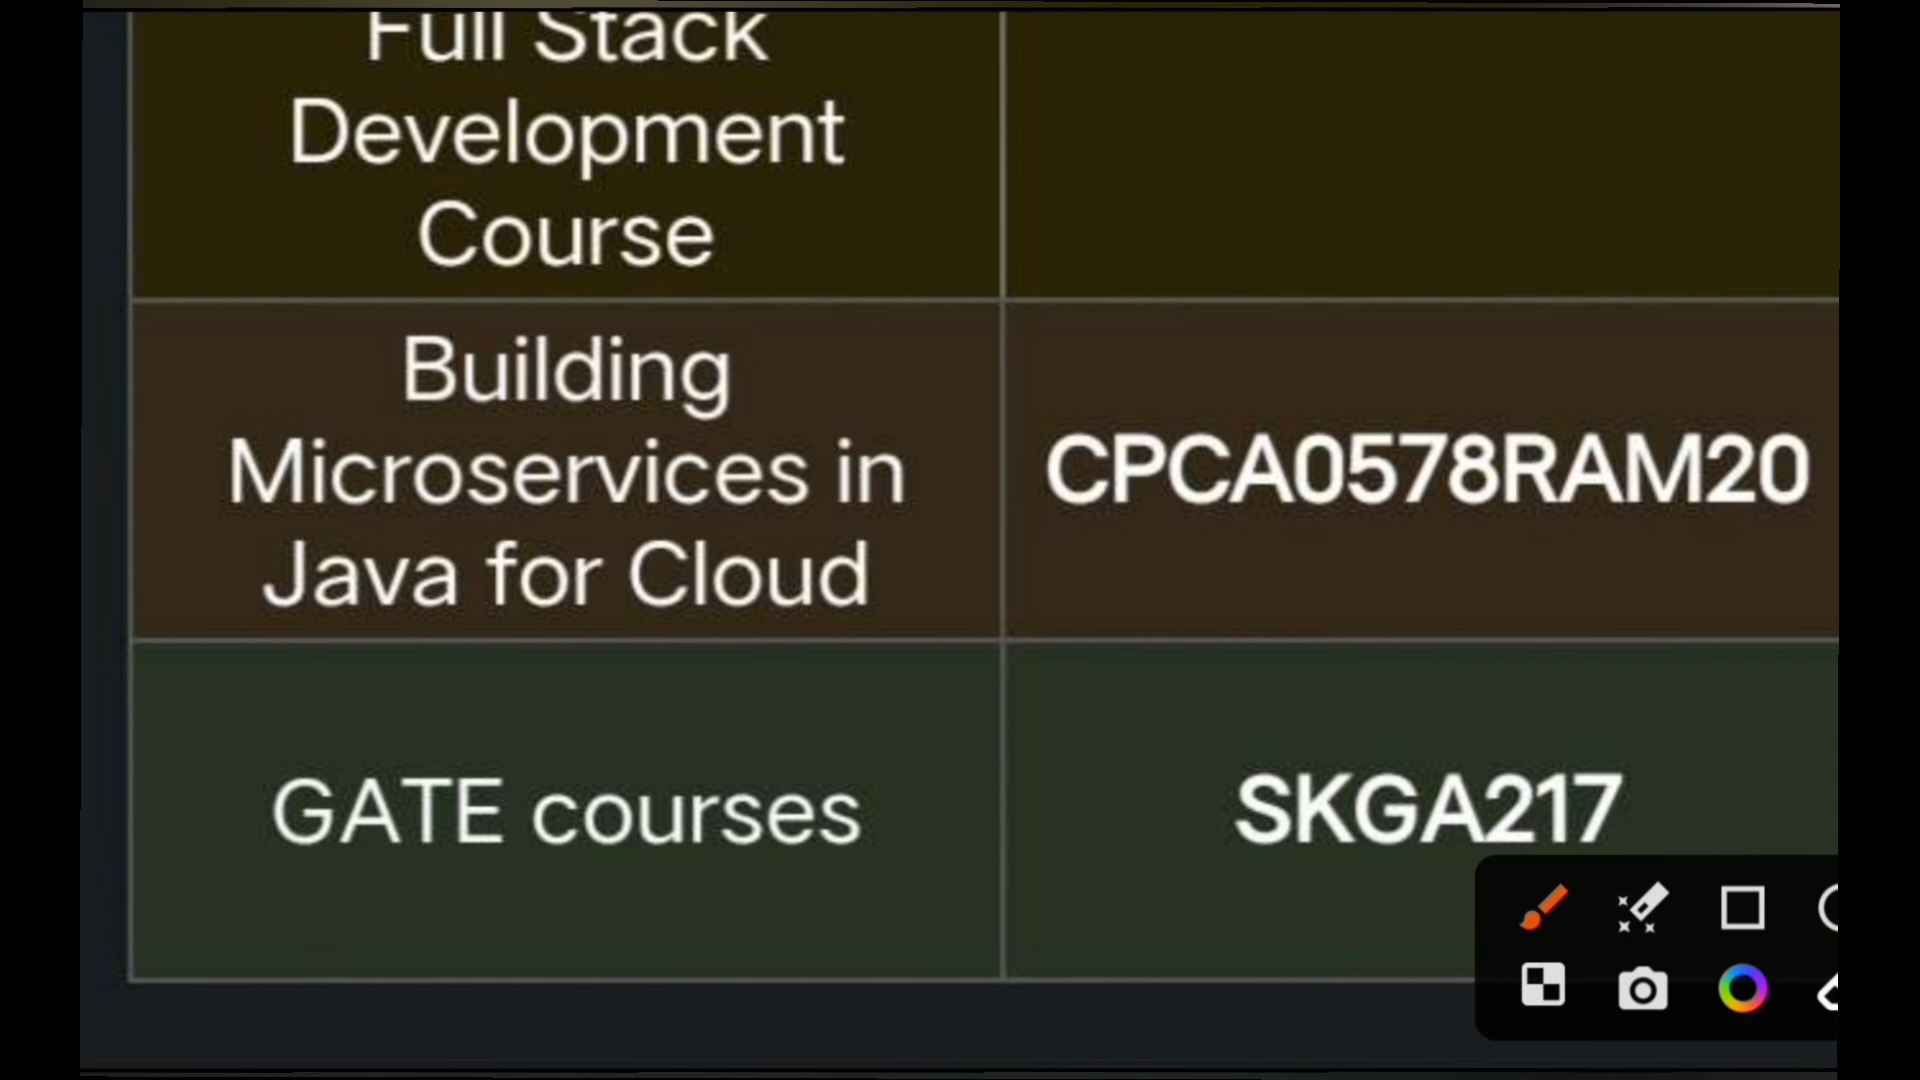 Full Stack
Development
Course
Building
Microservices in
Java for Cloud
CPCA0578RAM20
GATE courses
SKGA217